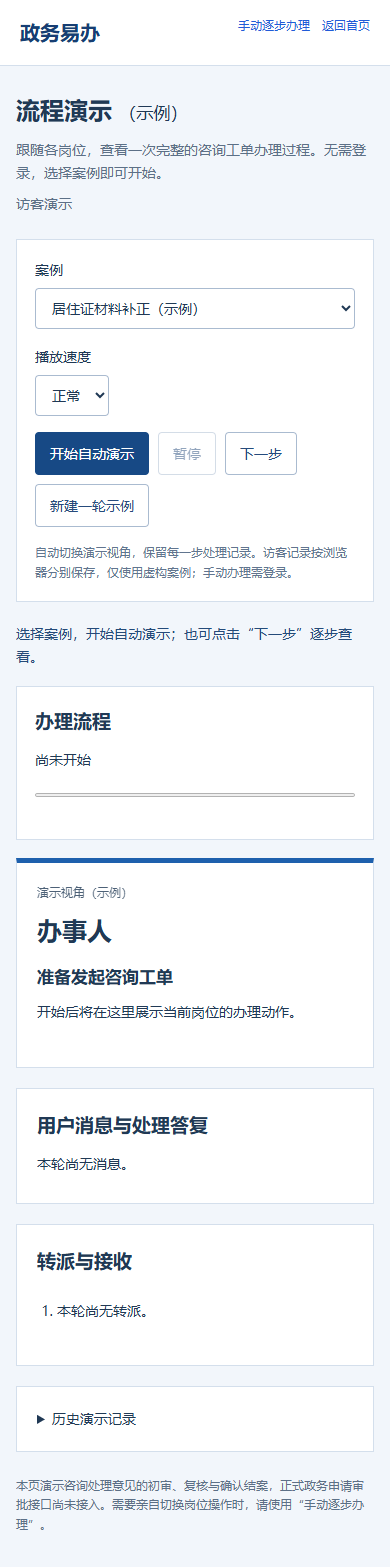 政务易办
手动逐步办理 返回首页
流程演示 （示例）
跟随各岗位，查看一次完整的咨询工单办理过程。无需登
录，选择案例即可开始。
访客演示
案例
居住证材料补正（示例）
播放速度
正常
开始自动演示 暂停 下一步
新建一轮示例
自动切换演示视角，保留每一步处理记录。访客记录按浏览
器分别保存，仅使用虚构案例；手动办理需登录。
选择案例，开始自动演示；也可点击“下一步”逐步查
看。
办理流程
尚未开始
演示视角（示例）
办事人
准备发起咨询工单
开始后将在这里展示当前岗位的办理动作。
用户消息与处理答复
本轮尚无消息。
转派与接收
1. 本轮尚无转派。
历史演示记录
本页演示咨询处理意见的初审、复核与确认结案，正式政务申请审
批接口尚未接入。需要亲自切换岗位操作时，请使用“手动逐步办
理”。